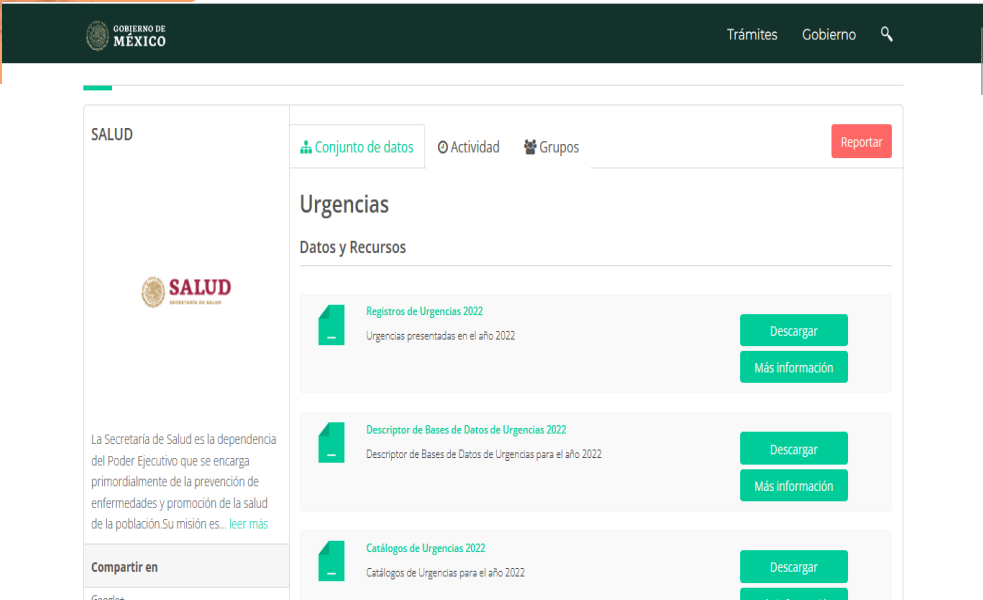 GOBIERNO DE
MÉXICO
Trámites
Gobierno
SALUD
SALUD
SECRETARÍA DE SALUD
La Secretaría de Salud es la dependencia
del Poder Ejecutivo que se encarga
primordialmente de la prevención de
enfermedades y promoción de la salud
de la población.Su misión es... leer más
Compartir en
Google+
Conjunto de datos
Actividad
Grupos
Reportar
Urgencias
Datos y Recursos
Registros de Urgencias 2022
Urgencias presentadas en el año 2022
Descargar
Más información
Descriptor de Bases de Datos de Urgencias 2022
Descriptor de Bases de Datos de Urgencias para el año 2022
Descargar
Más información
Catálogos de Urgencias 2022
Catálogos de Urgencias para el año 2022
Descargar